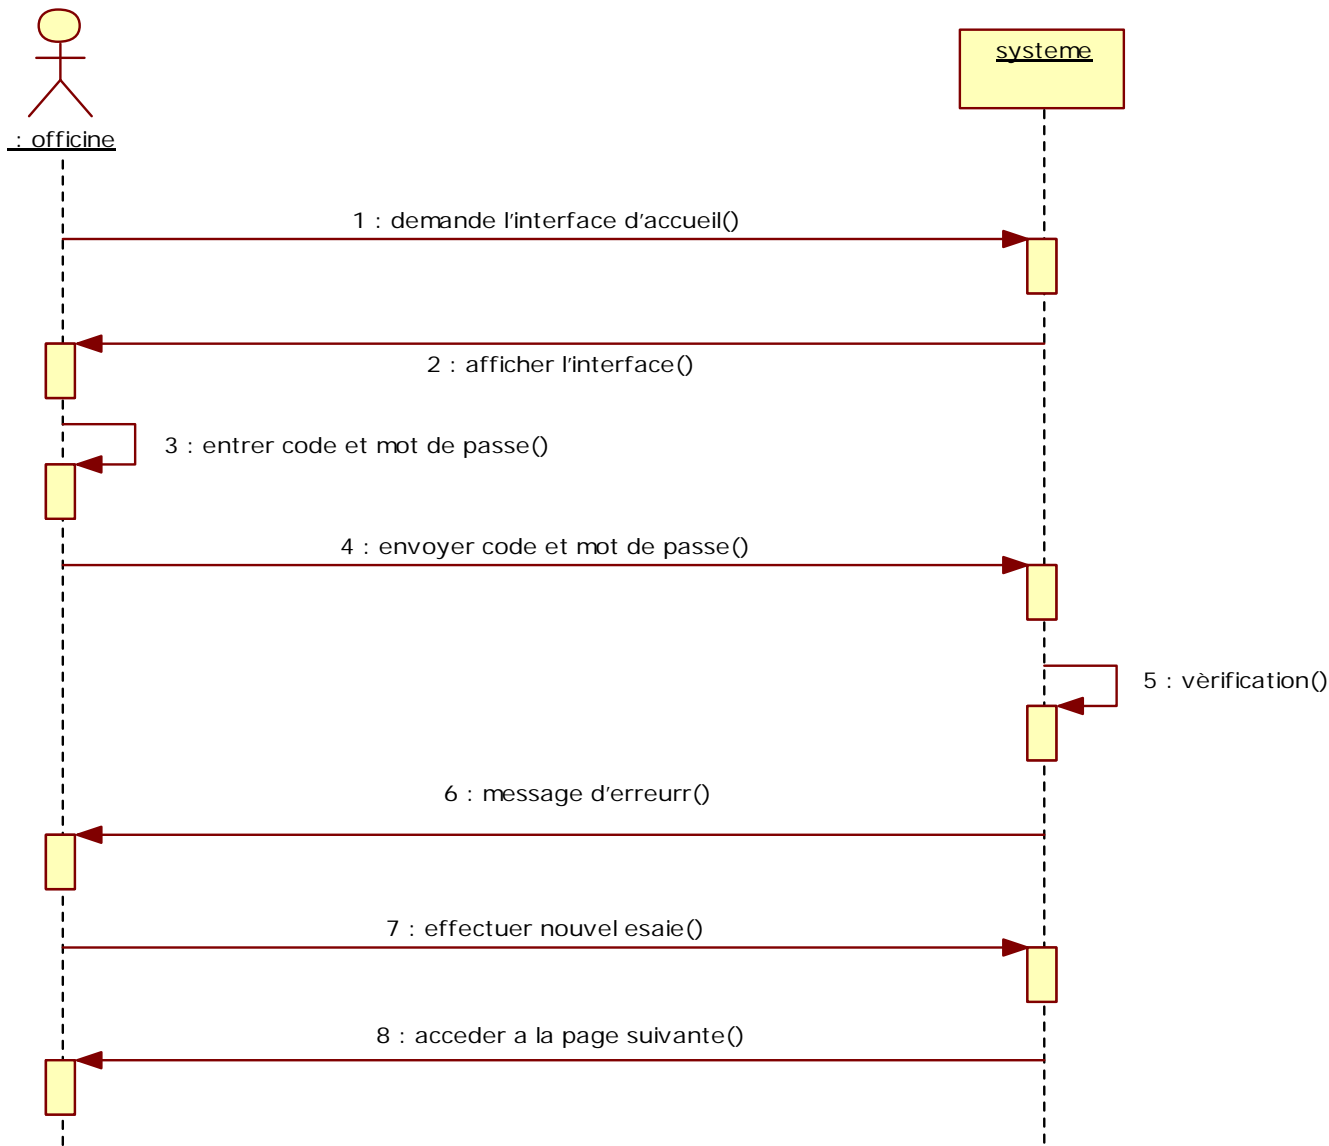 systeme
: officine
1 : demande l'interface d'accueil()
2 : afficher l'interface()
3 : entrer code et mot de passe()
4 : envoyer code et mot de passe()
5 : vèrification()
6 : message d'erreurr()
7 : effectuer nouvel esaie()
8 : acceder a la page suivante()